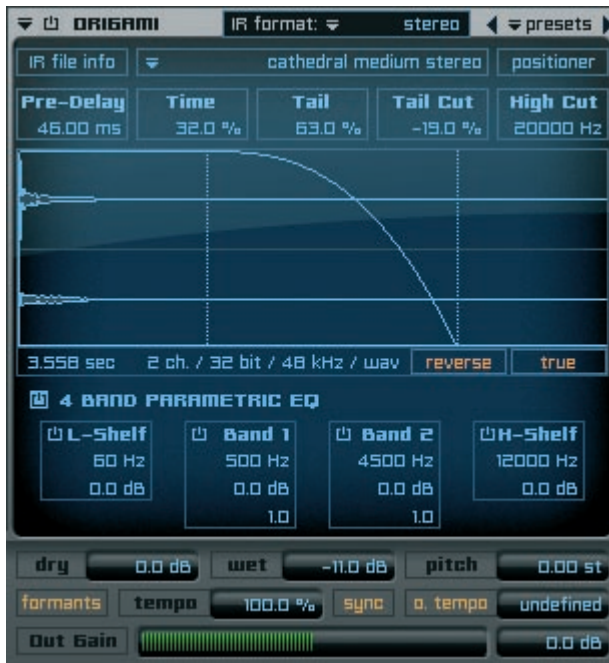 ORIGAMI IR format: stereo presets
IR file info cathedral medium stereo positioner
Pre-Delay Time Tail Tail Cut High Cut
46.00 ms 32.0 % 63.0 % -19.0 % 20000 Hz
3.558 sec 2 ch. / 32 bit / 48 kHz / wav reverse true
4 BAND PARAMETRIC EQ
L-Shelf Band 1 Band 2 H-Shelf
60 Hz 500 Hz 4500 Hz 12000 Hz
0.0 dB 0.0 dB 0.0 dB 0.0 dB
1.0 1.0
dry 0.0 dB wet -11.0 dB pitch 0.00 st
formants tempo 100.0 % sync o. tempo undefined
Out Gain 0.0 dB